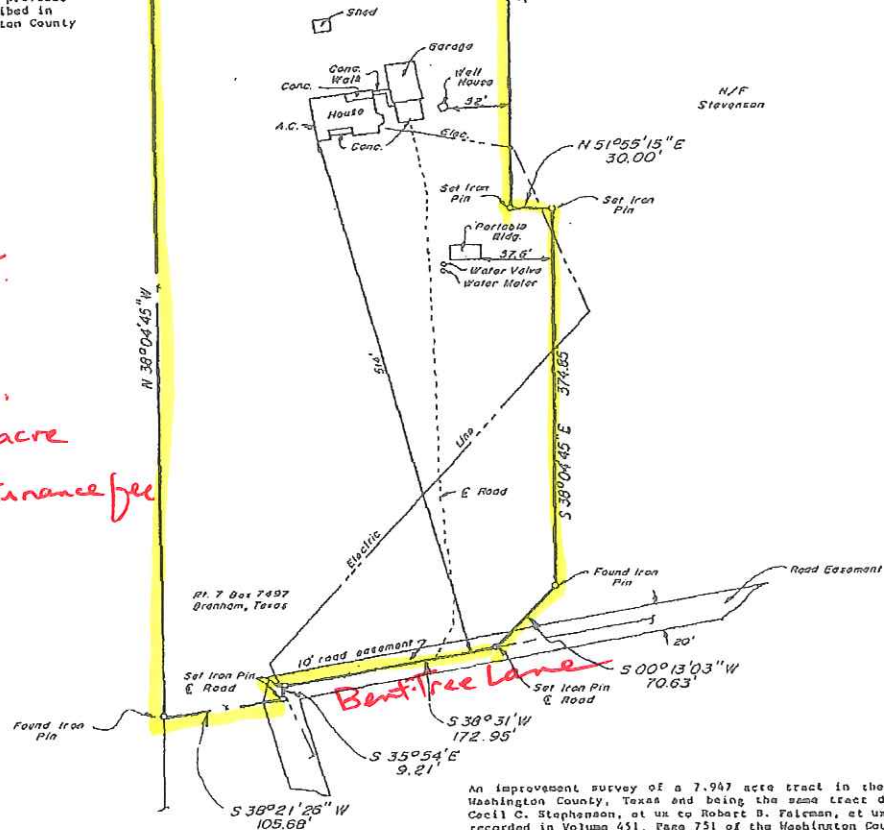 bibed in
ton County
Shed
Garage
Conc.
Walk
Conc.
Well
House
House
32'
A.C.
Conc.
Elec.
N/F
Stevenson
N 51°55'15" E
30.00'
Set Iron
Pin
Set Iron
Pin
Portable
Bldg.
37.6'
Water Valve
Water Meter
N 38°04'45" W
514'
374.65
S 38°04'45" E
acre
Finance fee
Line
℄ Road
Electric
Found Iron
Pin
Road Easement
Rt. 7 Box 7497
Brenham, Texas
10' road easement
20'
Set Iron Pin
℄ Road
Bent Tree Lane
S 00°13'03" W
70.63'
Set Iron Pin
℄ Road
Found Iron
Pin
S 38°31' W
172.95'
S 35°54' E
9.21'
S 38°21'26" W
105.68'
An improvement survey of a 7.947 acre tract in the
Washington County, Texas and being the same tract d
Cecil C. Stephenson, et ux to Robert B. Fairman, et ux
recorded in Volume 451, Page 751 of the Washington Cou